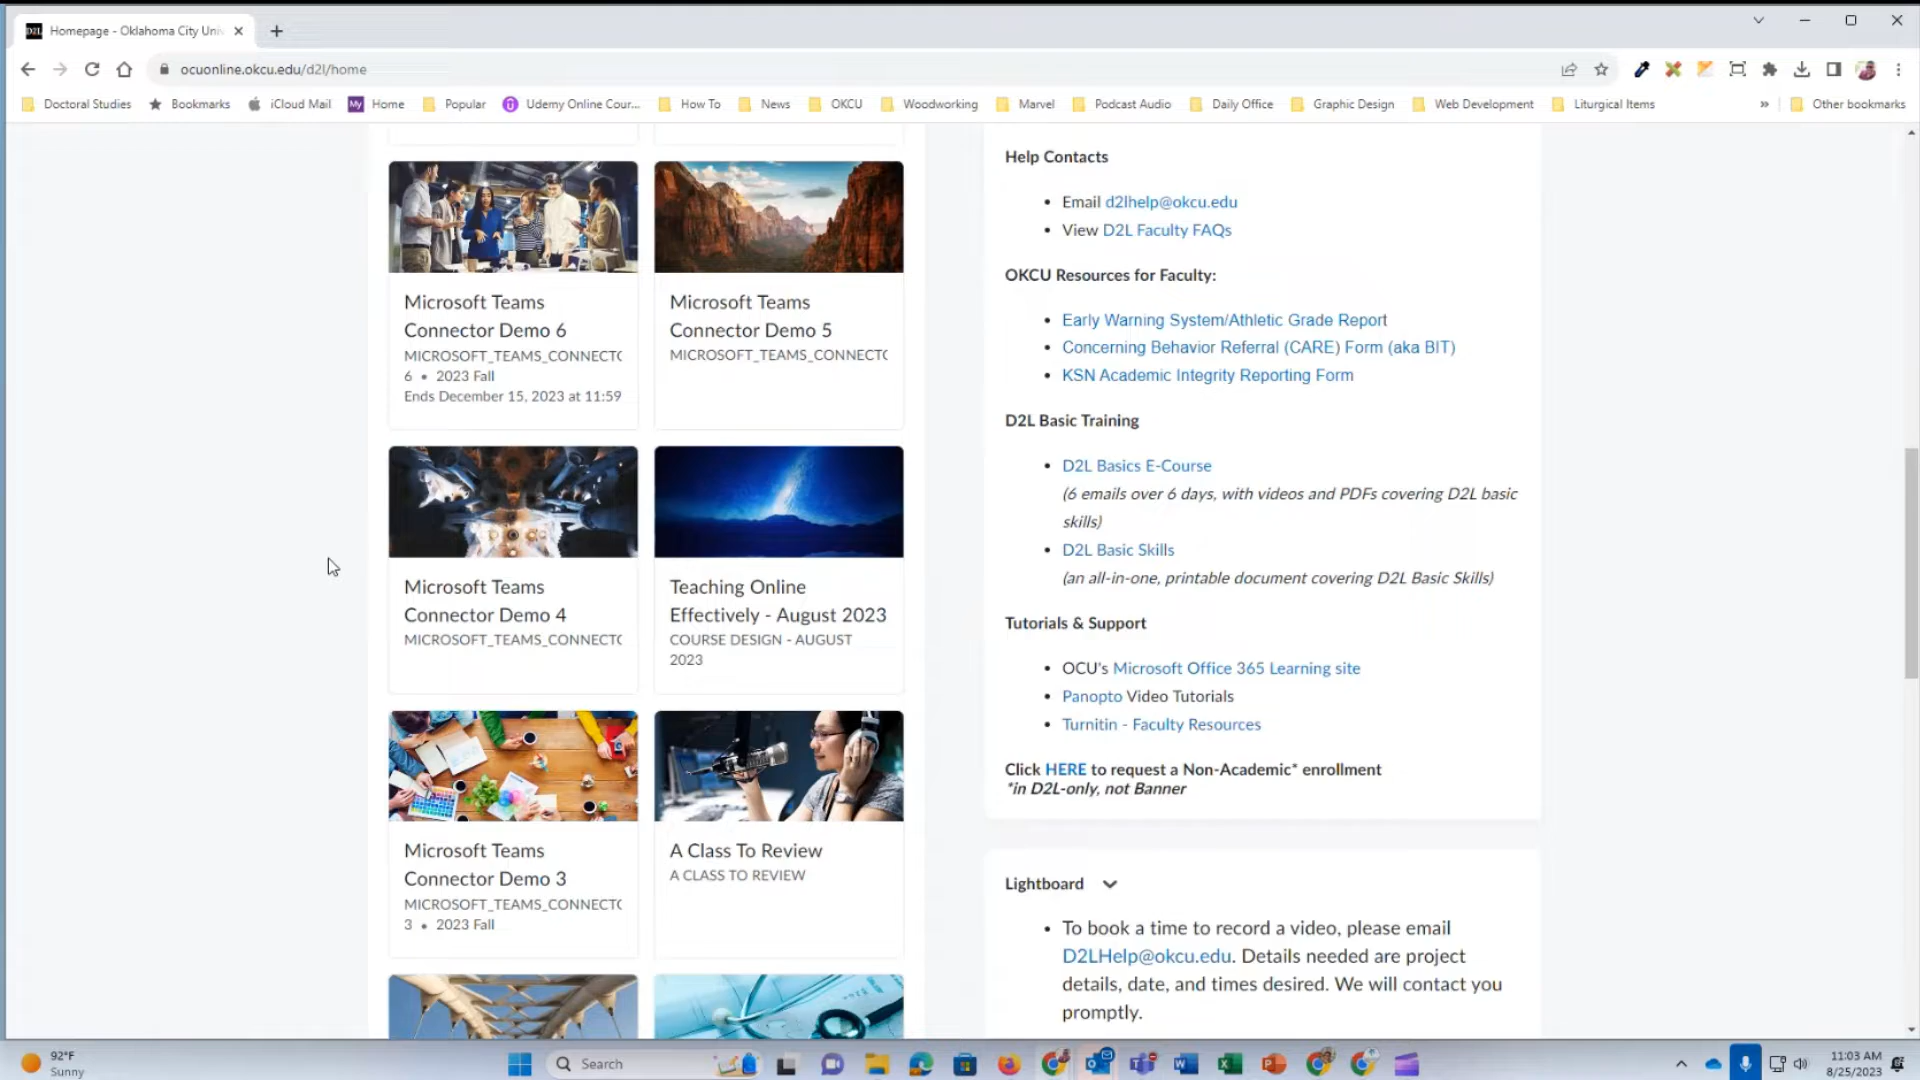 D2L Homepage - Oklahoma City Uni
ocuonline.okcu.edu/d2l/home
Doctoral Studies Bookmarks iCloud Mail My Home Popular Udemy Online Cour... How To News OKCU Woodworking Marvel Podcast Audio Daily Office Graphic Design Web Development Liturgical Items » Other bookmarks
Microsoft Teams
Connector Demo 6
MICROSOFT_TEAMS_CONNECTO
6 • 2023 Fall
Ends December 15, 2023 at 11:59
Microsoft Teams
Connector Demo 5
MICROSOFT_TEAMS_CONNECTO
Microsoft Teams
Connector Demo 4
MICROSOFT_TEAMS_CONNECTO
Teaching Online
Effectively - August 2023
COURSE DESIGN - AUGUST
2023
Microsoft Teams
Connector Demo 3
MICROSOFT_TEAMS_CONNECTO
3 • 2023 Fall
A Class To Review
A CLASS TO REVIEW
Help Contacts
• Email d2lhelp@okcu.edu
• View D2L Faculty FAQs
OKCU Resources for Faculty:
• Early Warning System/Athletic Grade Report
• Concerning Behavior Referral (CARE) Form (aka BIT)
• KSN Academic Integrity Reporting Form
D2L Basic Training
• D2L Basics E-Course
(6 emails over 6 days, with videos and PDFs covering D2L basic
skills)
• D2L Basic Skills
(an all-in-one, printable document covering D2L Basic Skills)
Tutorials & Support
• OCU's Microsoft Office 365 Learning site
• Panopto Video Tutorials
• Turnitin - Faculty Resources
Click HERE to request a Non-Academic* enrollment
*in D2L-only, not Banner
Lightboard
• To book a time to record a video, please email
D2LHelp@okcu.edu. Details needed are project
details, date, and times desired. We will contact you
promptly.
92°F
Sunny
Search
11:03 AM
8/25/2023